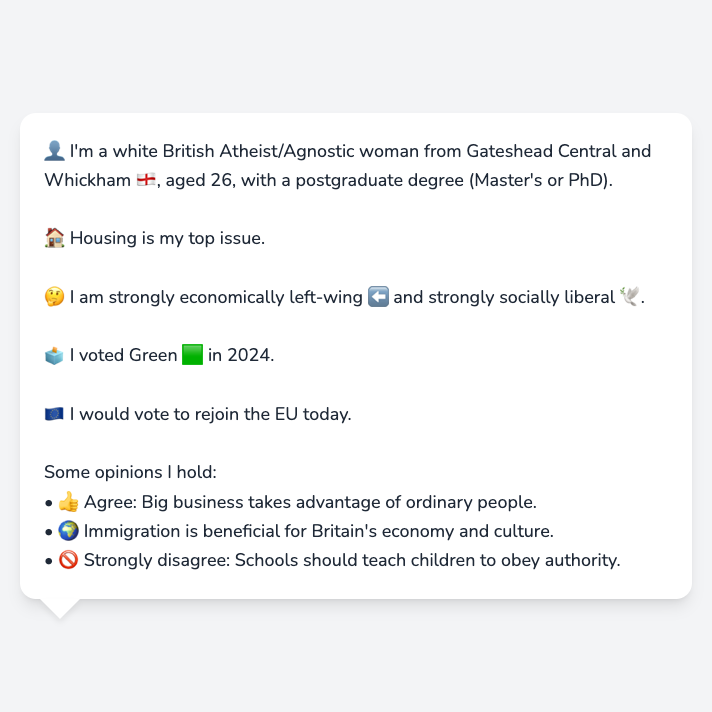 👤 I'm a white British Atheist/Agnostic woman from Gateshead Central and
Whickham 🏴󠁧󠁢󠁥󠁮󠁧󠁿, aged 26, with a postgraduate degree (Master's or PhD).
🏠 Housing is my top issue.
🤔 I am strongly economically left-wing ⬅️ and strongly socially liberal 🕊️.
🗳️ I voted Green 🟩 in 2024.
🇪🇺 I would vote to rejoin the EU today.
Some opinions I hold:
• 👍 Agree: Big business takes advantage of ordinary people.
• 🌍 Immigration is beneficial for Britain's economy and culture.
• 🚫 Strongly disagree: Schools should teach children to obey authority.